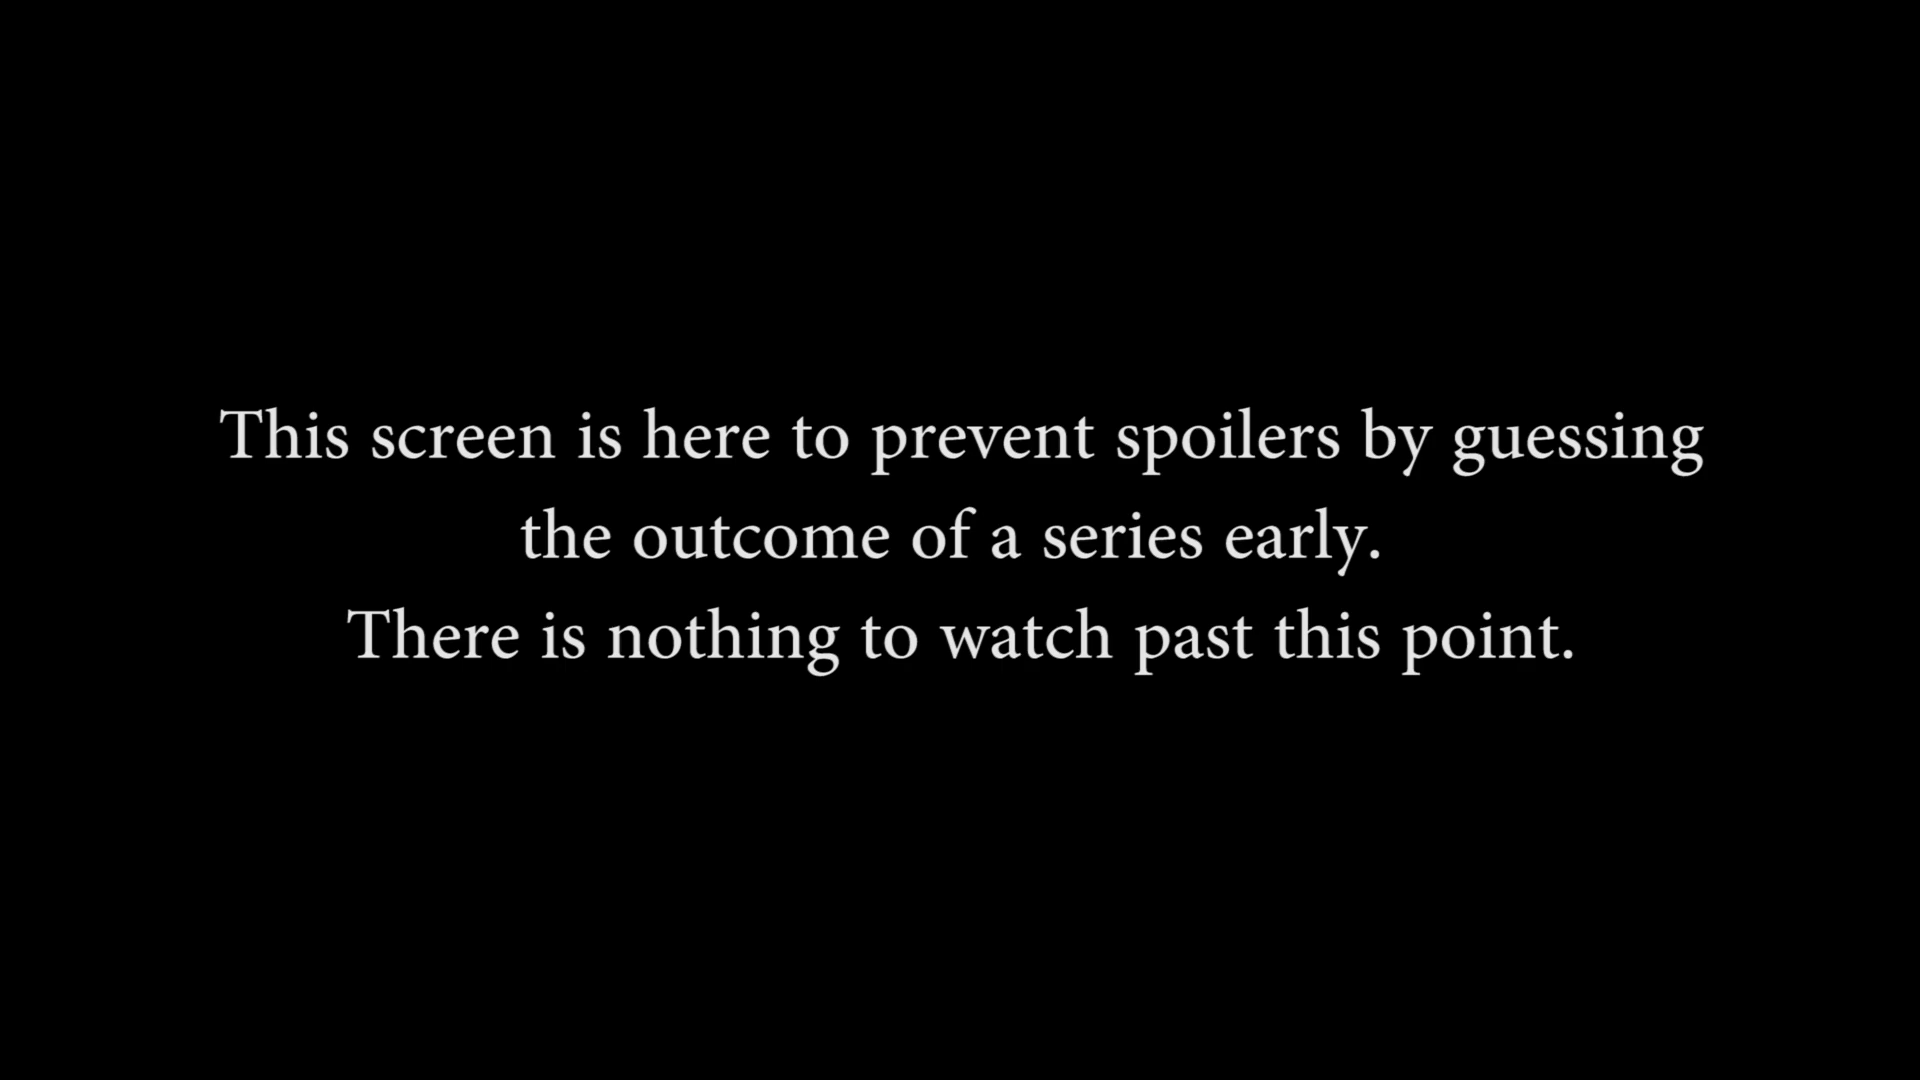 This screen is here to prevent spoilers by guessing
the outcome of a series early.
There is nothing to watch past this point.